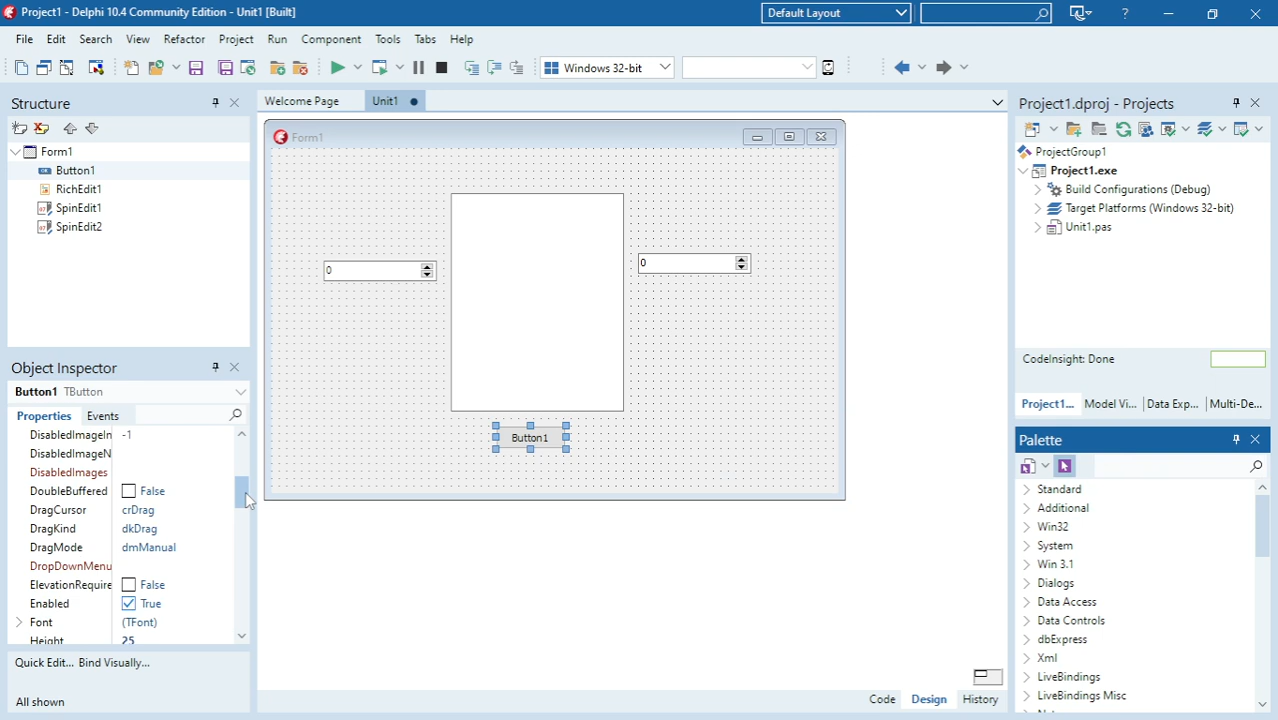 Project1 - Delphi 10.4 Community Edition - Unit1 [Built]
Default Layout
?
File Edit Search View Refactor Project Run Component Tools Tabs Help
Windows 32-bit
Structure
Welcome Page
Unit1
Project1.dproj - Projects
Form1
Button1
RichEdit1
SpinEdit1
SpinEdit2
Form1
0
0
Button1
ProjectGroup1
Project1.exe
Build Configurations (Debug)
Target Platforms (Windows 32-bit)
Unit1.pas
CodeInsight: Done
Project1... Model Vi... Data Exp... Multi-De...
Object Inspector
Button1 TButton
Properties Events
DisabledImageIn -1
DisabledImageN
DisabledImages
DoubleBuffered False
DragCursor crDrag
DragKind dkDrag
DragMode dmManual
DropDownMenu
ElevationRequire False
Enabled True
Font (TFont)
Height 25
Quick Edit... Bind Visually...
All shown
Palette
Standard
Additional
Win32
System
Win 3.1
Dialogs
Data Access
Data Controls
dbExpress
Xml
LiveBindings
LiveBindings Misc
Code Design History